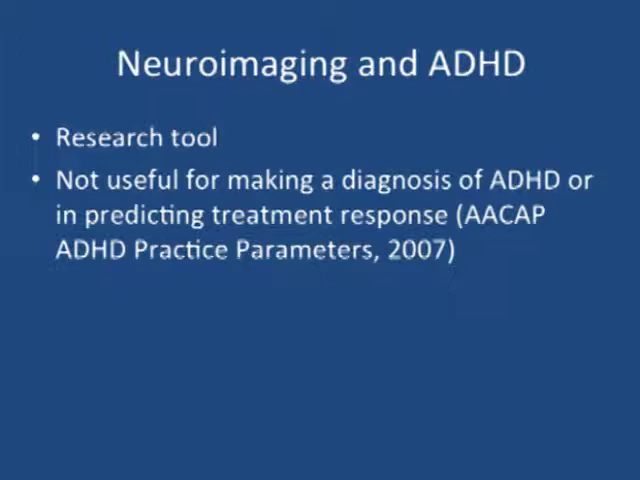 Neuroimaging and ADHD
• Research tool
• Not useful for making a diagnosis of ADHD or
in predicting treatment response (AACAP
ADHD Practice Parameters, 2007)